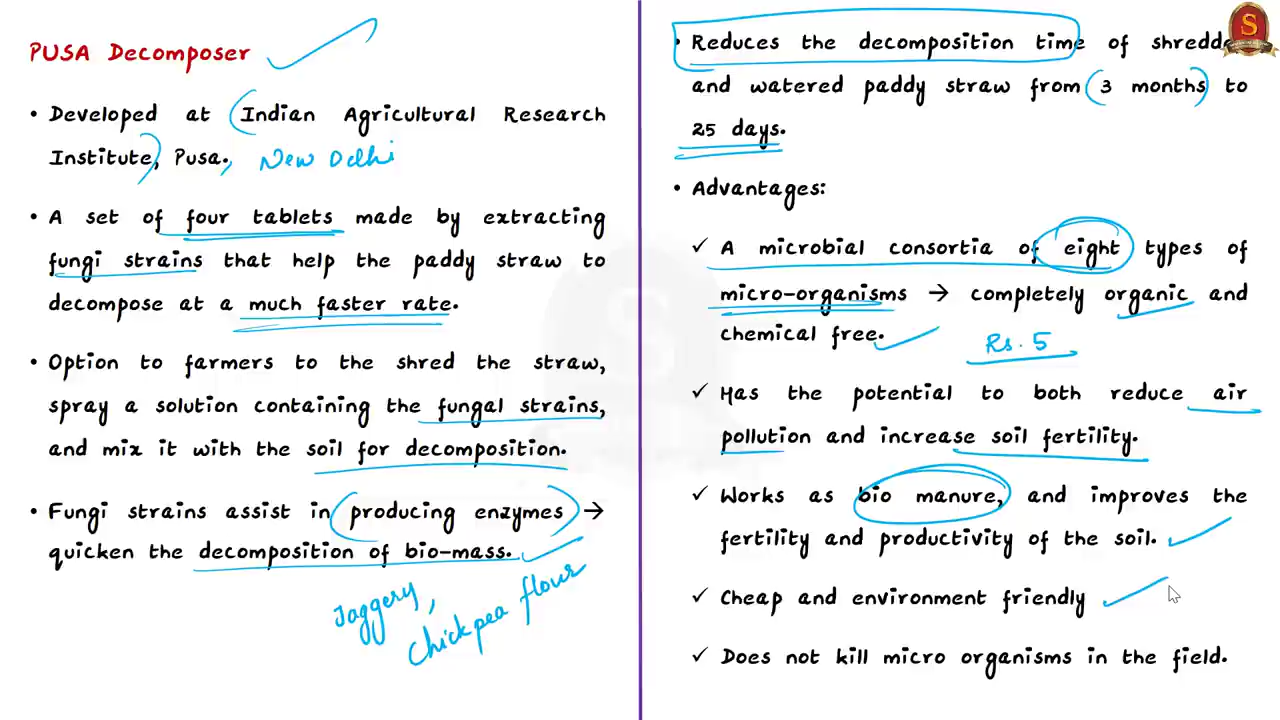 PUSA Decomposer
• Developed at (Indian Agricultural Research
Institute), Pusa., New Delhi
• A set of four tablets made by extracting
fungi strains that help the paddy straw to
decompose at a much faster rate.
• Option to farmers to the shred the straw,
spray a solution containing the fungal strains,
and mix it with the soil for decomposition.
• Fungi strains assist in (producing enzymes) →
quicken the decomposition of bio-mass.
Jaggery,
Chickpea flour
• Reduces the decomposition time of shredde
and watered paddy straw from (3 months) to
25 days.
• Advantages:
✓ A microbial consortia of eight types of
micro-organisms → completely organic and
chemical free.
Rs. 5
✓ Has the potential to both reduce air
pollution and increase soil fertility.
✓ Works as bio manure, and improves the
fertility and productivity of the soil.
✓ Cheap and environment friendly
✓ Does not kill micro organisms in the field.
S